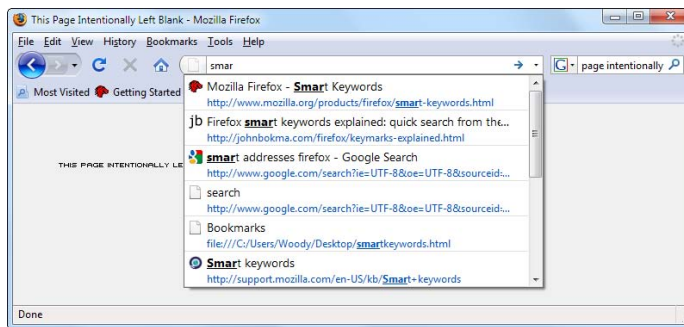 This Page Intentionally Left Blank - Mozilla Firefox
File Edit View History Bookmarks Tools Help
smar
page intentionally
Most Visited Getting Started
Mozilla Firefox - Smart Keywords
http://www.mozilla.org/products/firefox/smart-keywords.html
jb Firefox smart keywords explained: quick search from the...
http://johnbokma.com/firefox/keymarks-explained.html
THIS PAGE INTENTIONALLY LE
smart addresses firefox - Google Search
http://www.google.com/search?ie=UTF-8&oe=UTF-8&sourceid=...
search
http://www.google.com/search?ie=UTF-8&oe=UTF-8&sourceid=...
Bookmarks
file:///C:/Users/Woody/Desktop/smartkeywords.html
Smart keywords
http://support.mozilla.com/en-US/kb/Smart+keywords
Done